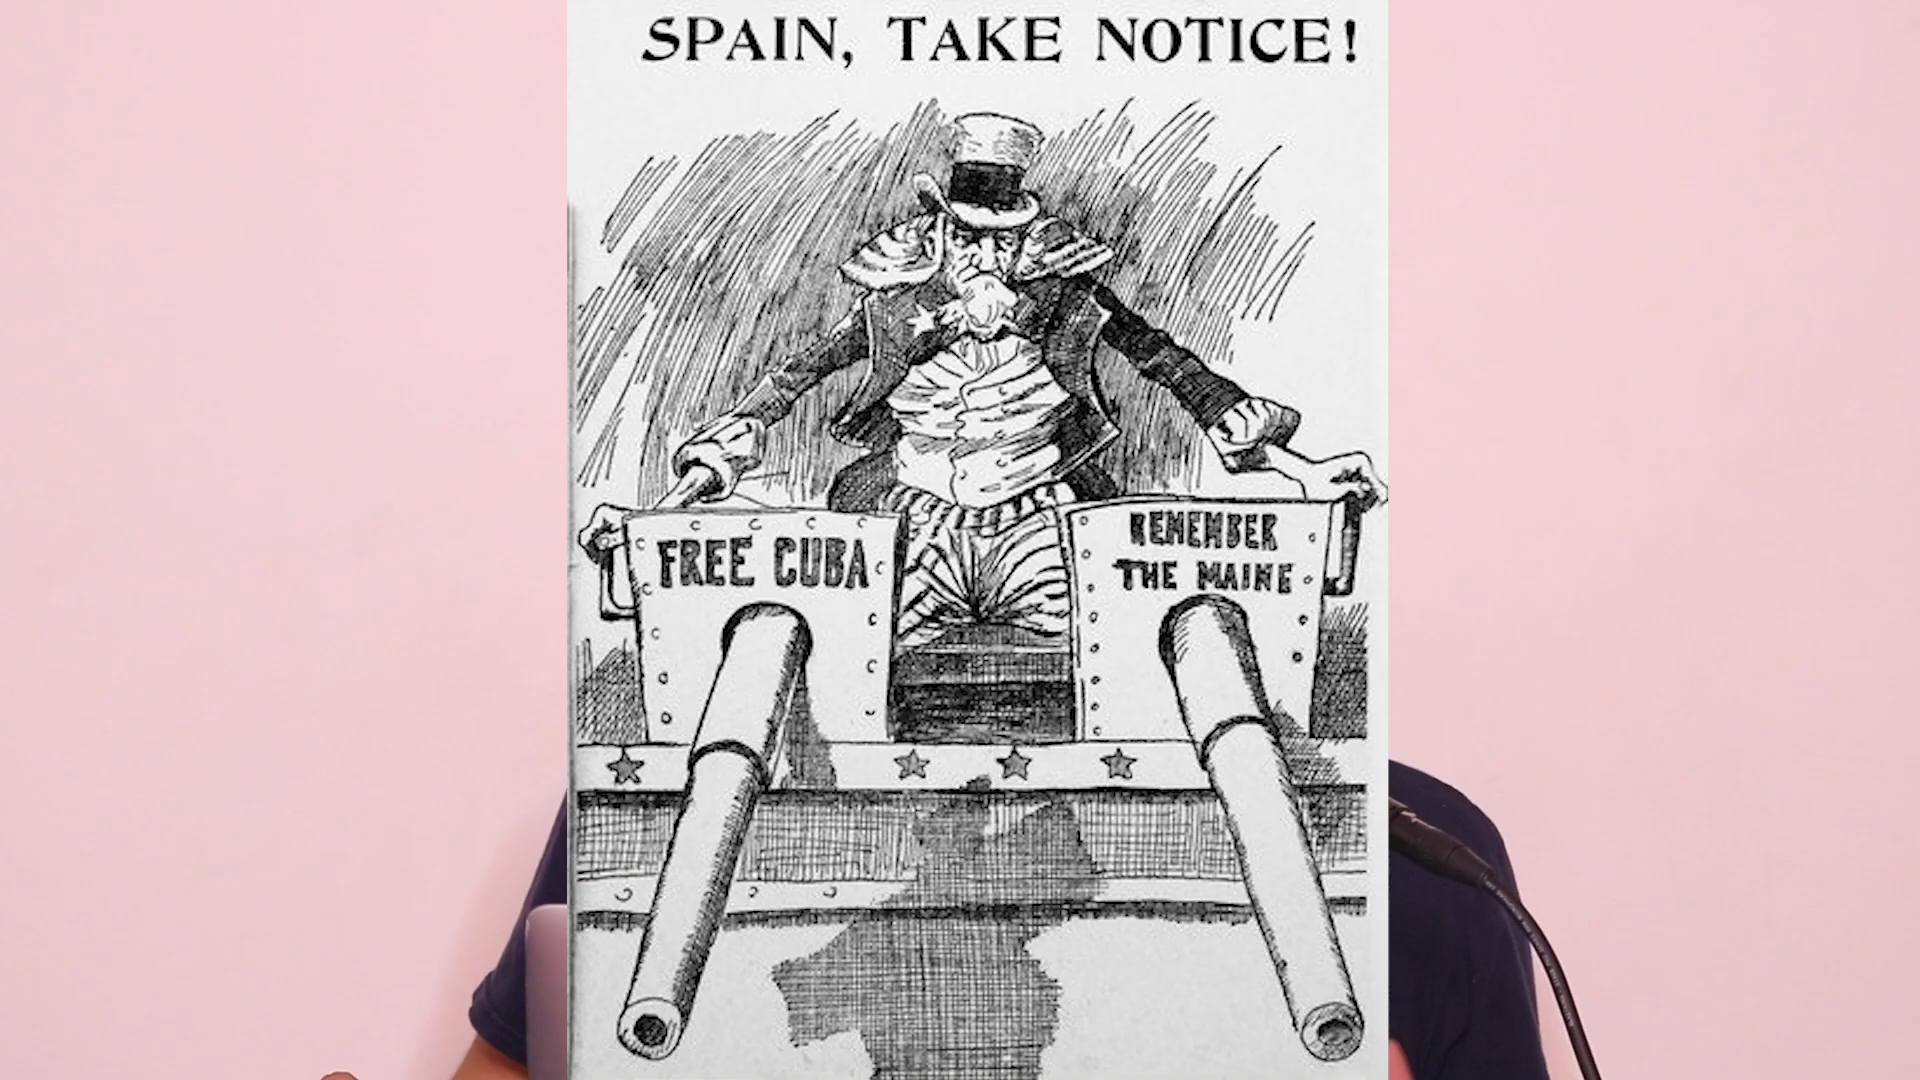 SPAIN, TAKE NOTICE!
FREE CUBA
REMEMBER
THE MAINE